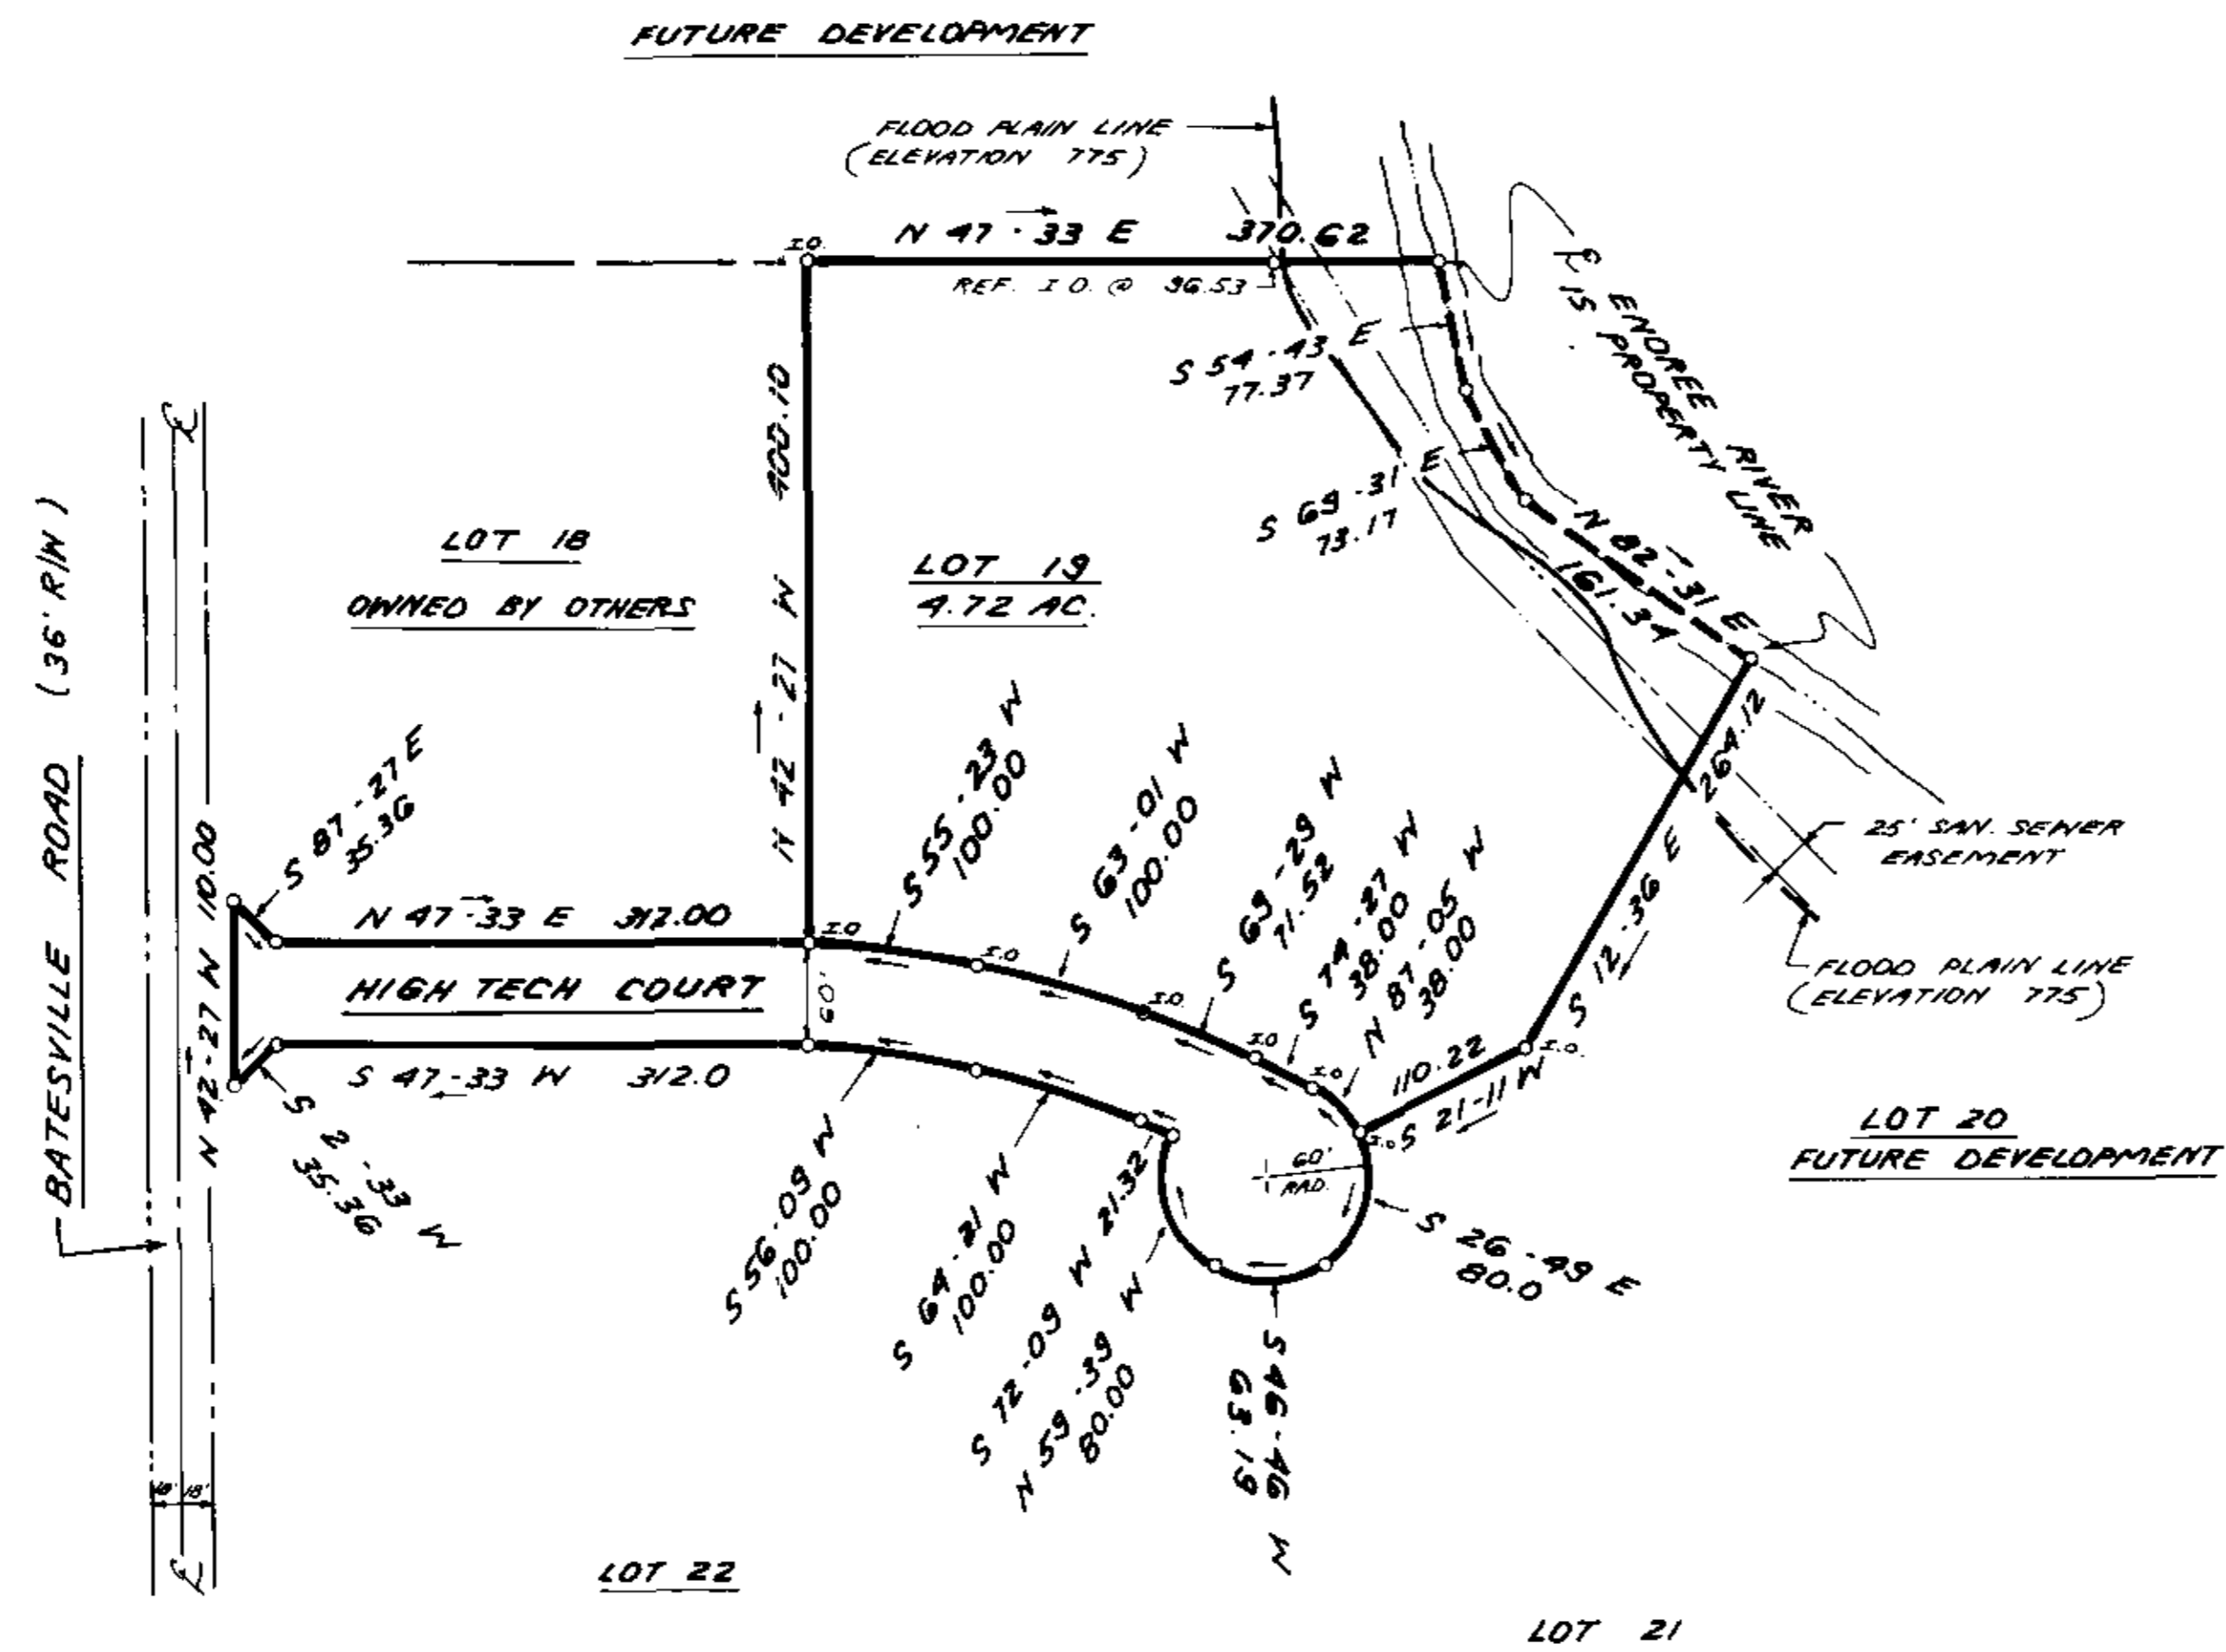 FUTURE DEVELOPMENT
FLOOD PLAIN LINE
(ELEVATION 775)
N 47-33 E 370.62
I.O.
REF. I.O. @ 96.53
S 54-43 E
77.37
S 69-31 E
73.17
N 82-31 E
161.34
ENOREE RIVER
℄ IS PROPERTY LINE
℄
N 42-27 W 400.10
LOT 18
OWNED BY OTHERS
LOT 19
4.72 AC.
BATESVILLE ROAD (36' R/W)
N 42-27 W 110.00
S 87-27 E
35.36
N 47-33 E 312.00
I.O
HIGH TECH COURT
60'
S 47-33 W 312.0
S 2-33 W
35.36
S 55-23 W
100.00
I.O
S 63-01 W
100.00
I.O
S 69-29 W
71.52
I.O
S 74-27 W
38.00
I.O
N 87-05 W
38.00
I.O
S 12-36 E
264.12
25' SAN. SEWER
EASEMENT
FLOOD PLAIN LINE
(ELEVATION 775)
I.O.
110.22
S 21-11 W
LOT 20
FUTURE DEVELOPMENT
60'
RAD.
S 26-49 E
80.0
S 46-46 W
63.19
N 59-39 W
80.00
S 72-09 W 21.32
S 64-21 W
100.00
S 56-09 W
100.00
18' 18'
℄
LOT 22
LOT 21